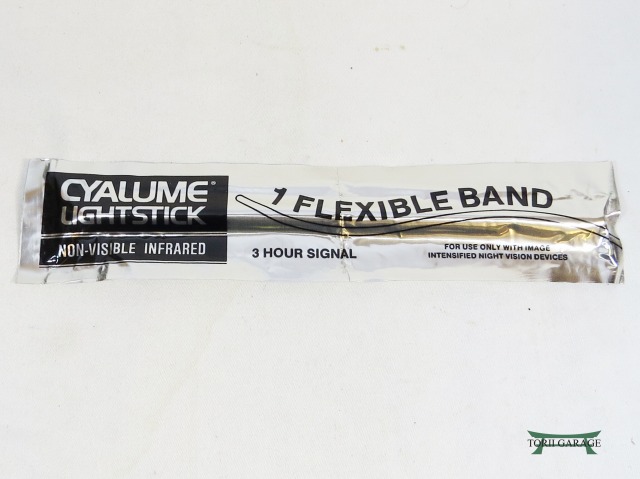 CYALUME®
LIGHTSTICK
NON-VISIBLE INFRARED
1 FLEXIBLE BAND
3 HOUR SIGNAL
FOR USE ONLY WITH IMAGE
INTENSIFIED NIGHT VISION DEVICES
TORII GARAGE